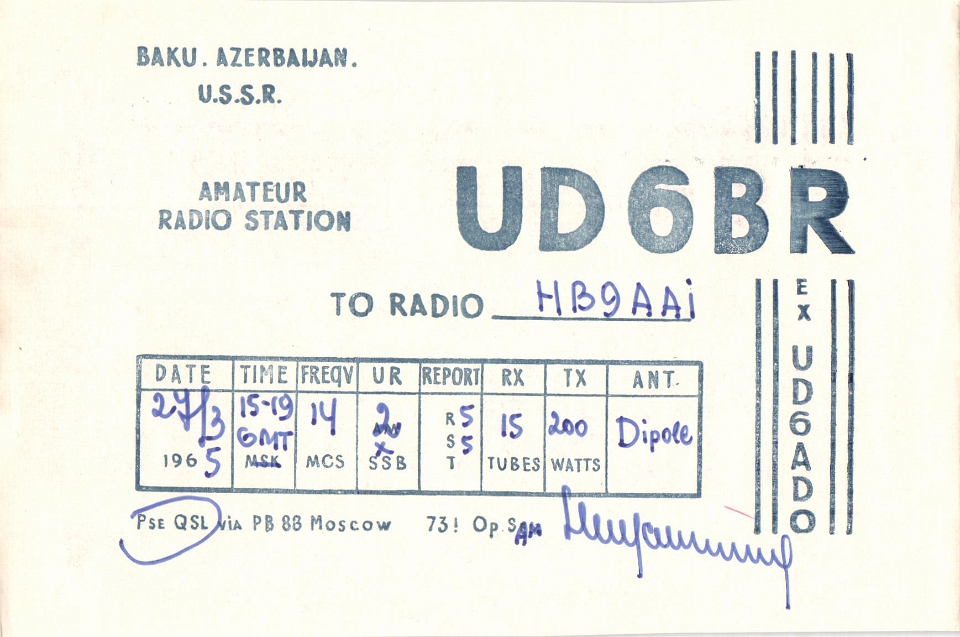 BAKU. AZERBAIJAN.
U.S.S.R.
AMATEUR
RADIO STATION
UD6BR
EX UD6ADO
TO RADIO HB9AAi
DATE TIME FREQV UR REPORT RX TX ANT.
27/3 15-19 14 2 R5 15 200 Dipole
GMT S5
1965 MSK MCS X SSB T TUBES WATTS
PSE QSL VIA PB 88 MOSCOW 73! OP. SAM